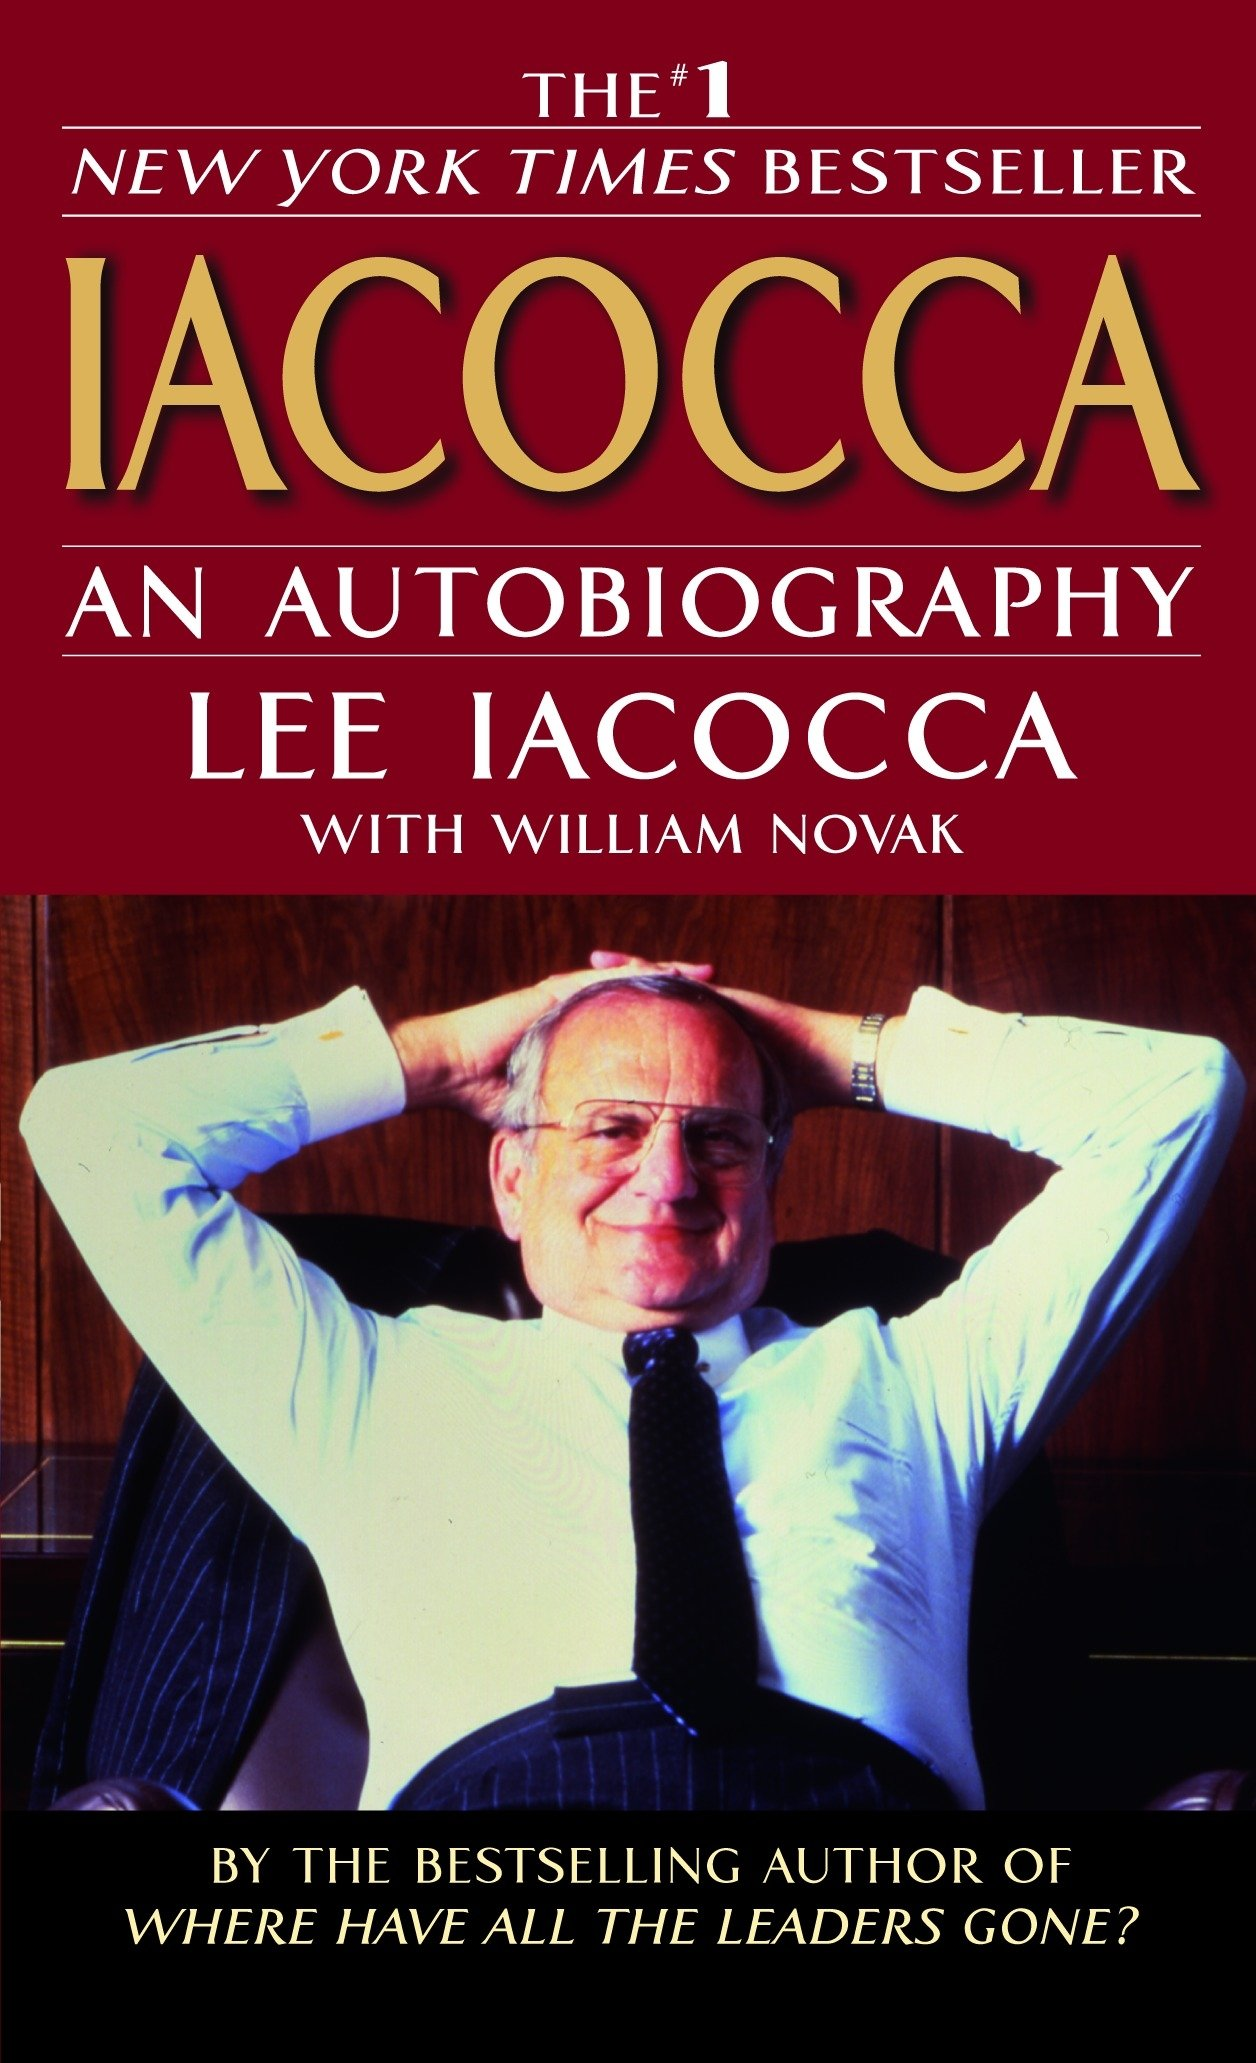 THE #1
NEW YORK TIMES BESTSELLER
IACOCCA
AN AUTOBIOGRAPHY
LEE IACOCCA
WITH WILLIAM NOVAK
BY THE BESTSELLING AUTHOR OF
WHERE HAVE ALL THE LEADERS GONE?